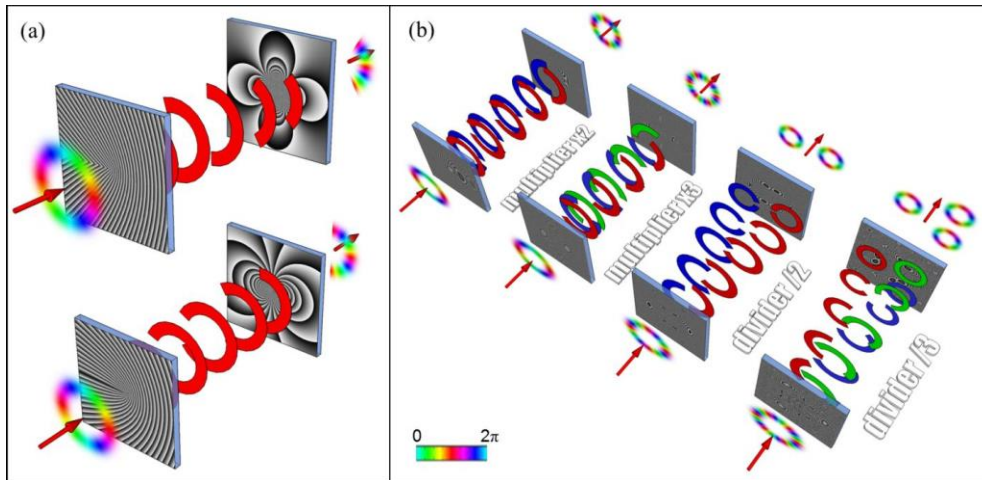 (a)
(b)
multiplier x2
multiplier x3
divider /2
divider /3
0 2π